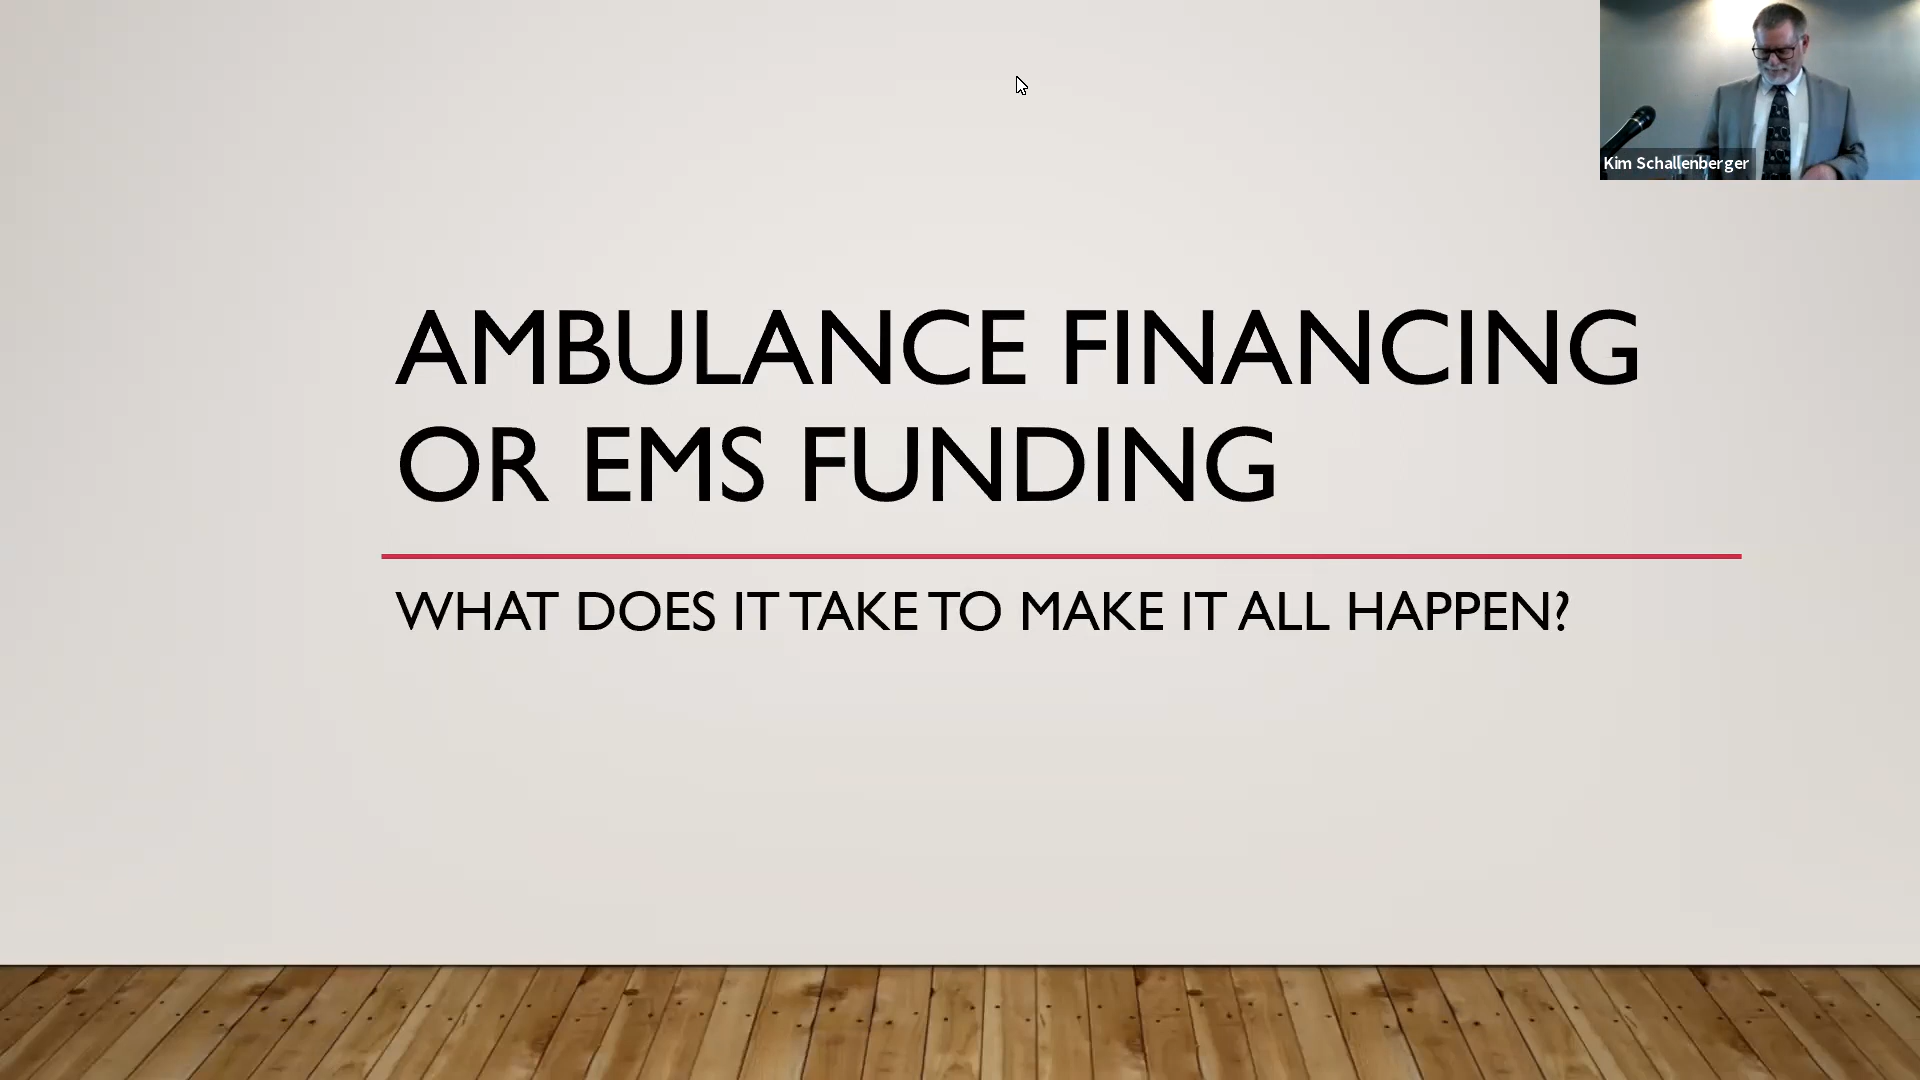 Kim Schallenberger
AMBULANCE FINANCING
OR EMS FUNDING
WHAT DOES IT TAKE TO MAKE IT ALL HAPPEN?